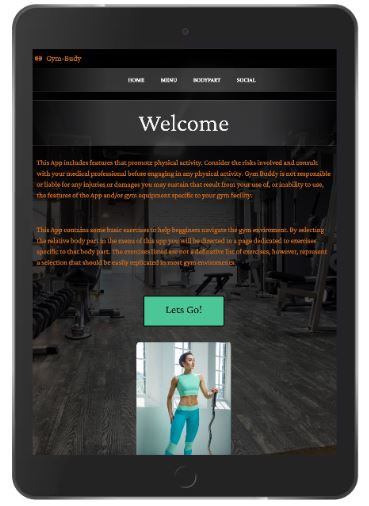 Gym-Budy
HOME MENU BODYPART SOCIAL
Welcome
This App includes features that promote physical activity. Consider the risks involved and consult
with your medical professional before engaging in any physical activity. Gym Buddy is not responsible
or liable for any injuries or damages you may sustain that result from your use of, or inability to use,
the features of the App and/or gym equipment specific to your gym facility.
This App contains some basic exercises to help begginers navigate the gym enviroment. By selecting
the relative body part in the menu of this app you will be directed to a page dedicated to exercises
specific to that body part. The exercises listed are not a definitive list of exercises, however, represent
a selection that should be easily replicated in most gym enviroments.
Lets Go!